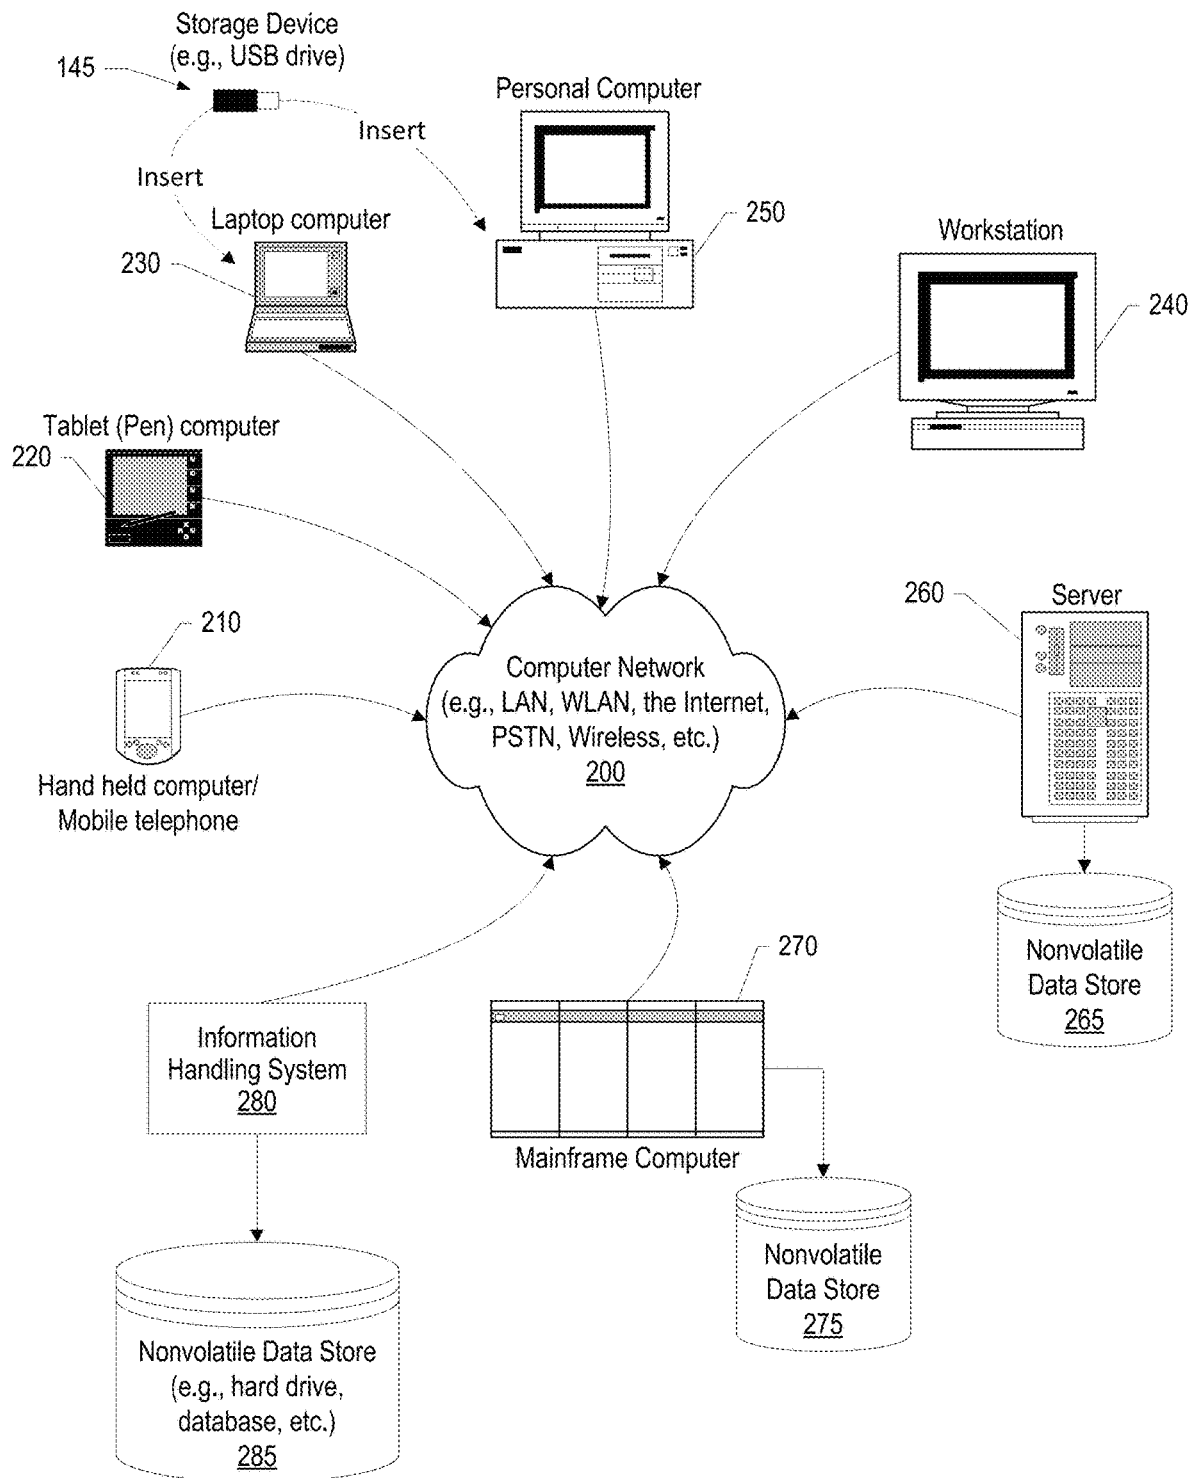 Storage Device
(e.g., USB drive)
145
Insert
Insert
Personal Computer
250
Laptop computer
230
Workstation
240
Tablet (Pen) computer
220
210
Hand held computer/
Mobile telephone
Computer Network
(e.g., LAN, WLAN, the Internet,
PSTN, Wireless, etc.)
200
260
Server
Nonvolatile
Data Store
265
Information
Handling System
280
270
Mainframe Computer
Nonvolatile
Data Store
275
Nonvolatile Data Store
(e.g., hard drive,
database, etc.)
285